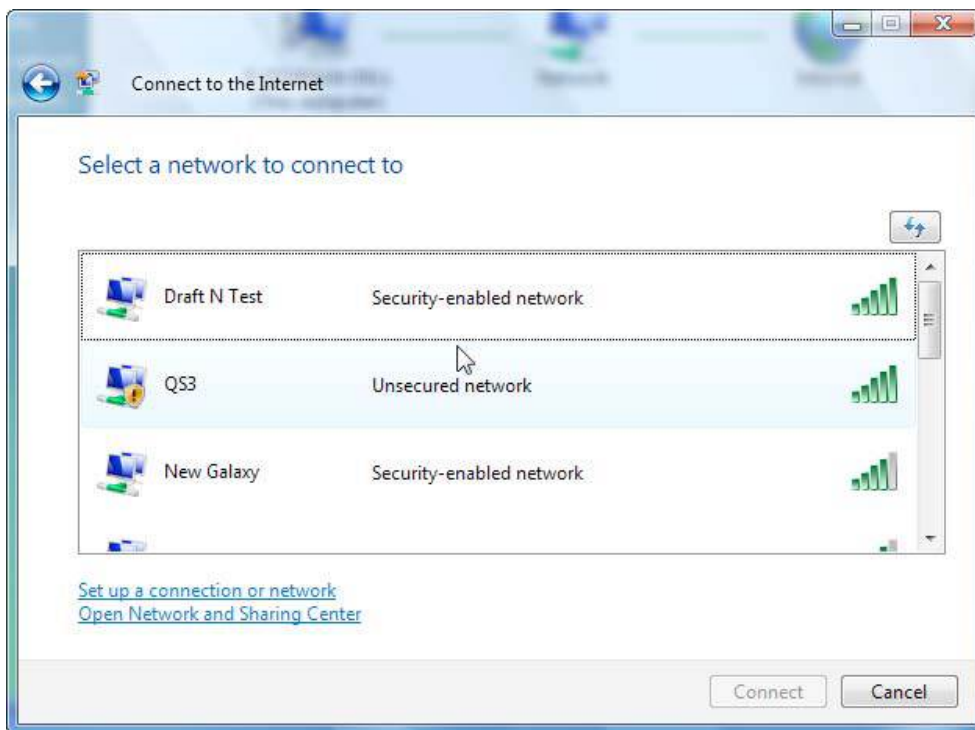 Connect to the Internet
Select a network to connect to
Draft N Test Security-enabled network
QS3 Unsecured network
New Galaxy Security-enabled network
Set up a connection or network
Open Network and Sharing Center
Connect Cancel